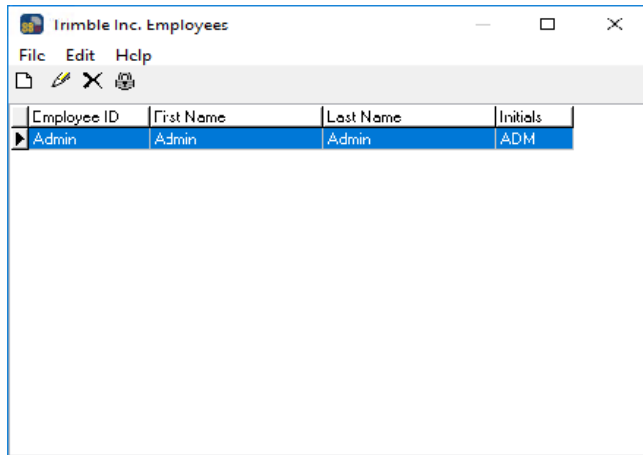 Trimble Inc. Employees
File Edit Help
Employee ID First Name Last Name Initials
Admin Admin Admin ADM